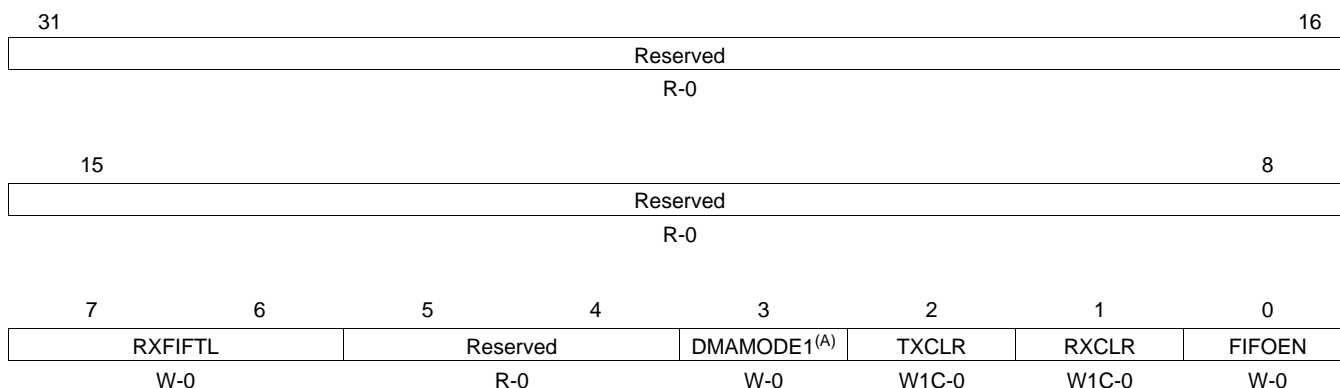 31 16
Reserved
R-0
15 8
Reserved
R-0
7 6 5 4 3 2 1 0
RXFIFTL Reserved DMAMODE1(A) TXCLR RXCLR FIFOEN
W-0 R-0 W-0 W1C-0 W1C-0 W-0